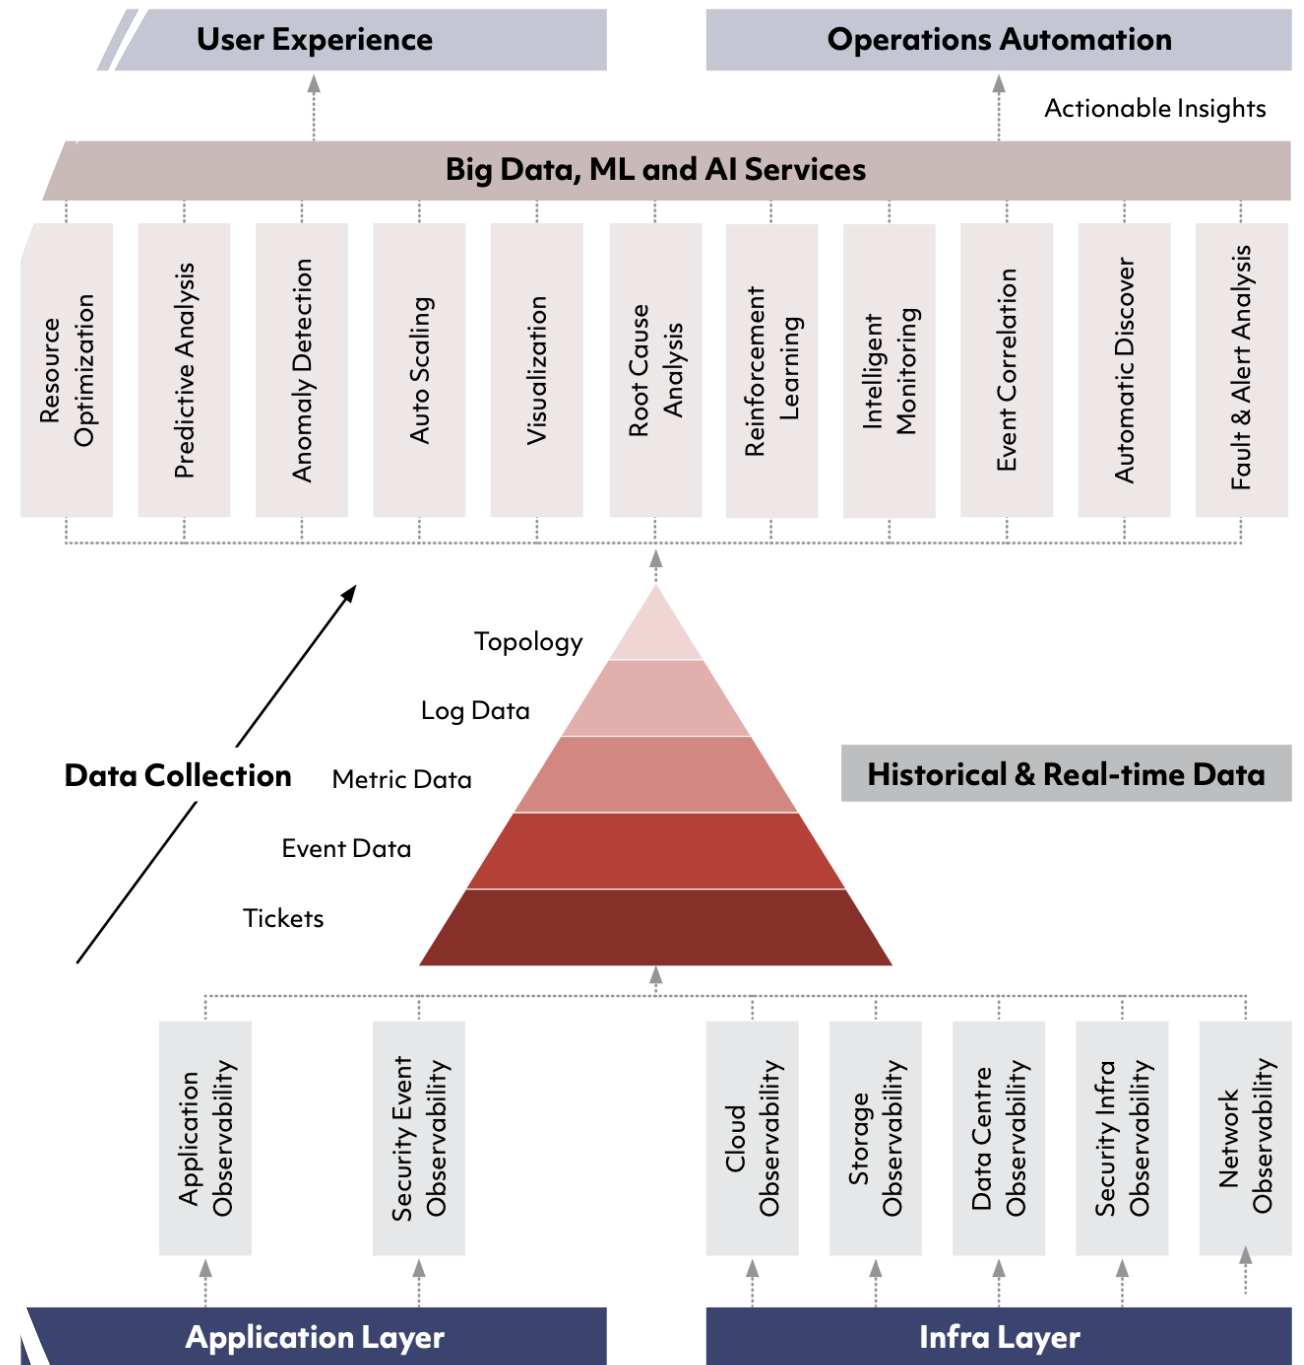 User Experience
Operations Automation
Actionable Insights
Big Data, ML and AI Services
Resource
Optimization
Predictive Analysis
Anomaly Detection
Auto Scaling
Visualization
Root Cause
Analysis
Reinforcement
Learning
Intelligent
Monitoring
Event Correlation
Automatic Discover
Fault & Alert Analysis
Topology
Log Data
Data Collection
Metric Data
Historical & Real-time Data
Event Data
Tickets
Application
Observability
Security Event
Observability
Cloud
Observability
Storage
Observability
Data Centre
Observability
Security Infra
Observability
Network
Observability
Application Layer
Infra Layer